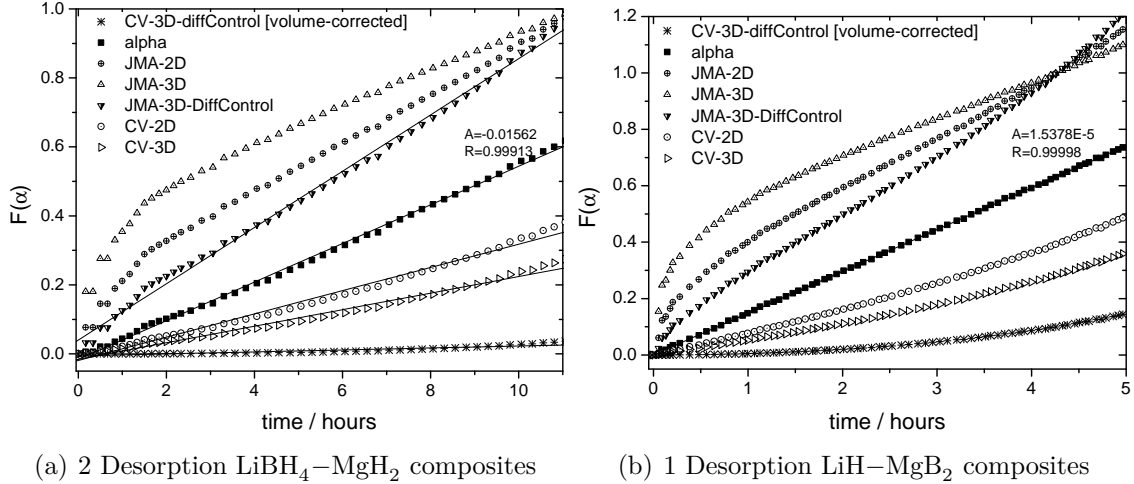 CV-3D-diffControl [volume-corrected]
alpha
JMA-2D
JMA-3D
JMA-3D-DiffControl
CV-2D
CV-3D
A=-0.01562
R=0.99913
1.0
0.8
0.6
0.4
0.2
0.0
F(α)
0 2 4 6 8 10
time / hours
(a) 2 Desorption LiBH₄−MgH₂ composites
CV-3D-diffControl [volume-corrected]
alpha
JMA-2D
JMA-3D
JMA-3D-DiffControl
CV-2D
CV-3D
A=1.5378E-5
R=0.99998
1.2
1.0
0.8
0.6
0.4
0.2
0.0
F(α)
0 1 2 3 4 5
time / hours
(b) 1 Desorption LiH−MgB₂ composites